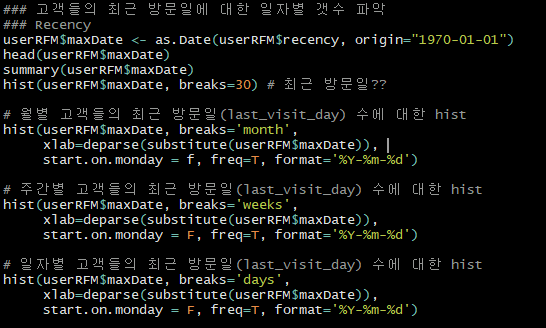 ### 고객들의 최근 방문일에 대한 일자별 갯수 파악
### Recency
userRFM$maxDate <- as.Date(userRFM$recency, origin="1970-01-01")
head(userRFM$maxDate)
summary(userRFM$maxDate)
hist(userRFM$maxDate, breaks=30) # 최근 방문일??
# 월별 고객들의 최근 방문일(last_visit_day) 수에 대한 hist
hist(userRFM$maxDate, breaks='month',
xlab=deparse(substitute(userRFM$maxDate)),
start.on.monday = f, freq=T, format='%Y-%m-%d')
# 주간별 고객들의 최근 방문일(last_visit_day) 수에 대한 hist
hist(userRFM$maxDate, breaks='weeks',
xlab=deparse(substitute(userRFM$maxDate)),
start.on.monday = F, freq=T, format='%Y-%m-%d')
# 일자별 고객들의 최근 방문일(last_visit_day) 수에 대한 hist
hist(userRFM$maxDate, breaks='days',
xlab=deparse(substitute(userRFM$maxDate)),
start.on.monday = F, freq=T, format='%Y-%m-%d')